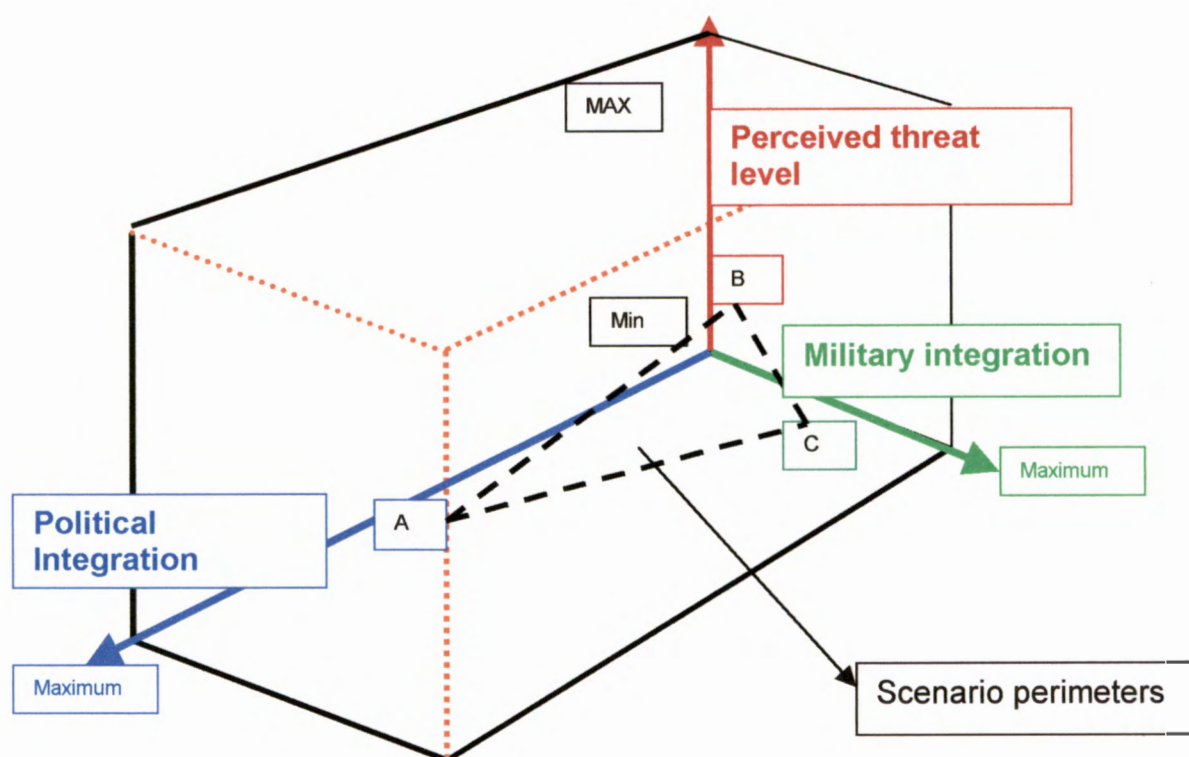 MAX
Perceived threat
level
B
Min
Military integration
C
Maximum
A
Political
Integration
Maximum
Scenario perimeters